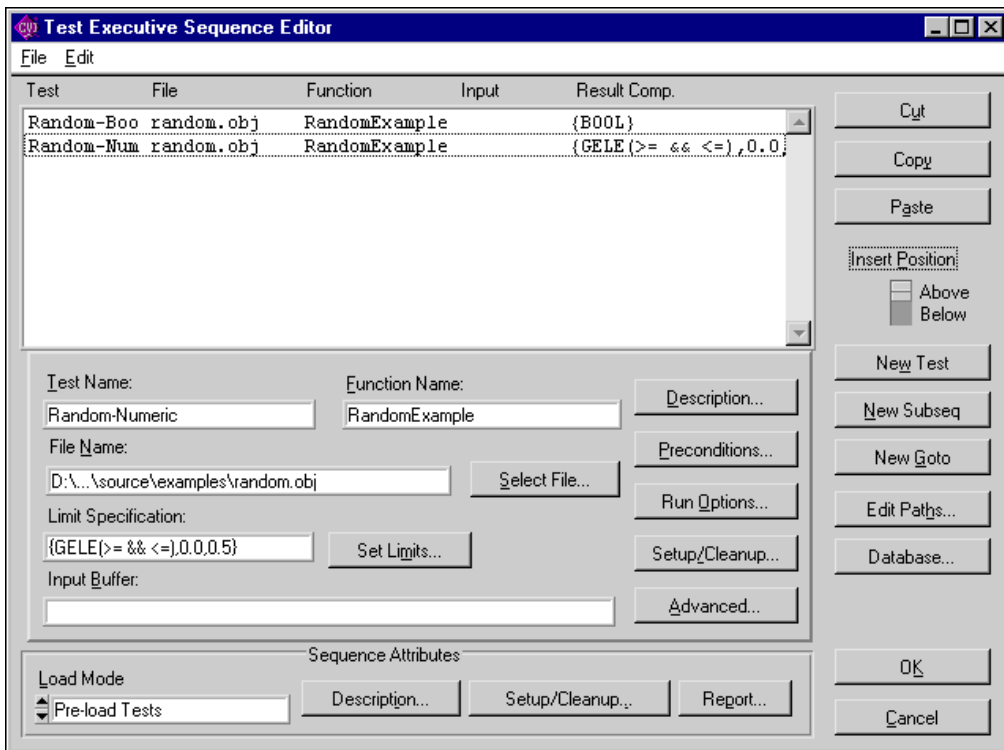 CVI Test Executive Sequence Editor
File Edit
Test File Function Input Result Comp.
Random-Boo random.obj RandomExample {BOOL}
Random-Num random.obj RandomExample {GELE(>= && <=),0.0,
Cut
Copy
Paste
Insert Position
Above
Below
New Test
New Subseq
New Goto
Edit Paths...
Database...
Test Name:
Random-Numeric
Function Name:
RandomExample
File Name:
D:\...\source\examples\random.obj
Select File...
Limit Specification:
{GELE(>= && <=),0.0,0.5}
Set Limits...
Input Buffer:
Description...
Preconditions...
Run Options...
Setup/Cleanup...
Advanced...
Sequence Attributes
Load Mode
Pre-load Tests
Description...
Setup/Cleanup...
Report...
OK
Cancel